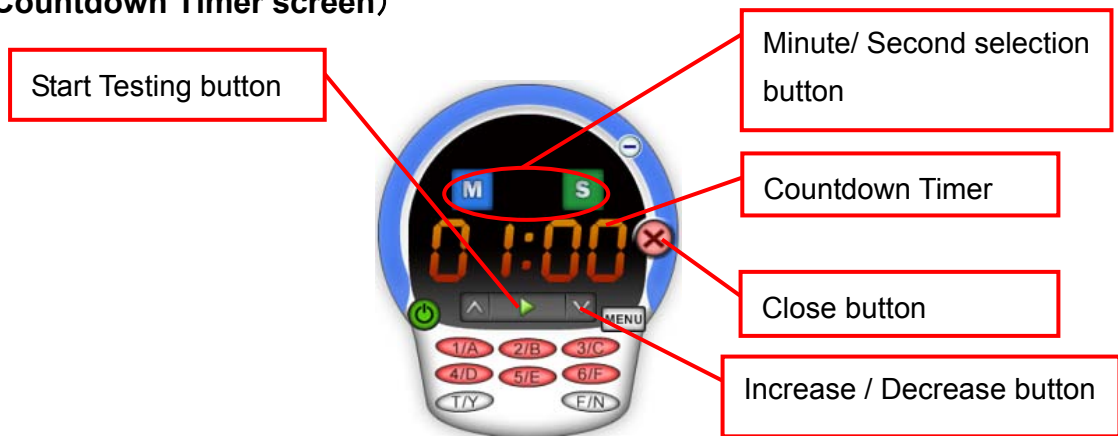 Countdown Timer screen）
Start Testing button
Minute/ Second selection
button
M S
01:00
Countdown Timer
Close button
MENU
Increase / Decrease button
1/A 2/B 3/C
4/D 5/E 6/F
T/Y F/N